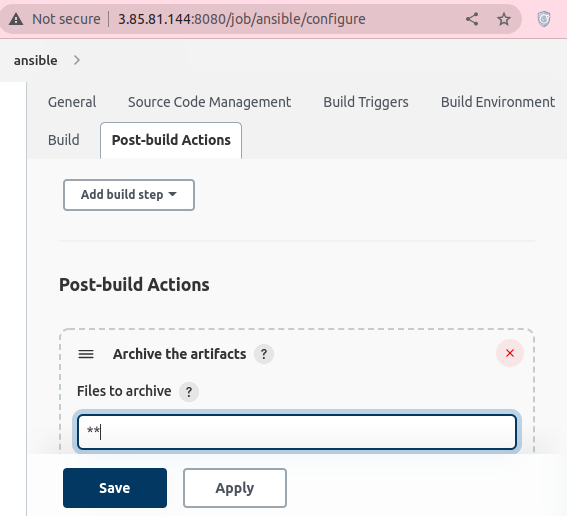 Not secure 3.85.81.144:8080/job/ansible/configure
ansible
General Source Code Management Build Triggers Build Environment
Build Post-build Actions
Add build step
Post-build Actions
Archive the artifacts ?
Files to archive ?
**
Save Apply